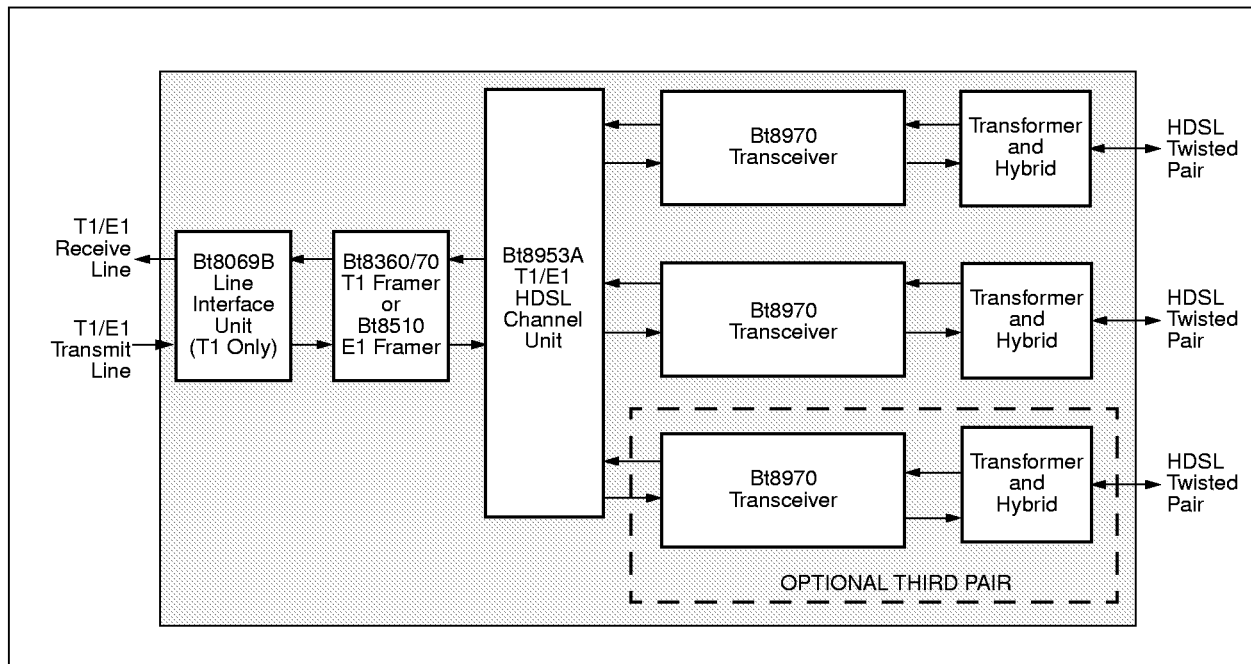 T1/E1
Receive
Line
T1/E1
Transmit
Line
Bt8069B
Line
Interface
Unit
(T1 Only)
Bt8360/70
T1 Framer
or
Bt8510
E1 Framer
Bt8953A
T1/E1
HDSL
Channel
Unit
Bt8970
Transceiver
Transformer
and
Hybrid
HDSL
Twisted
Pair
Bt8970
Transceiver
Transformer
and
Hybrid
HDSL
Twisted
Pair
Bt8970
Transceiver
Transformer
and
Hybrid
HDSL
Twisted
Pair
OPTIONAL THIRD PAIR